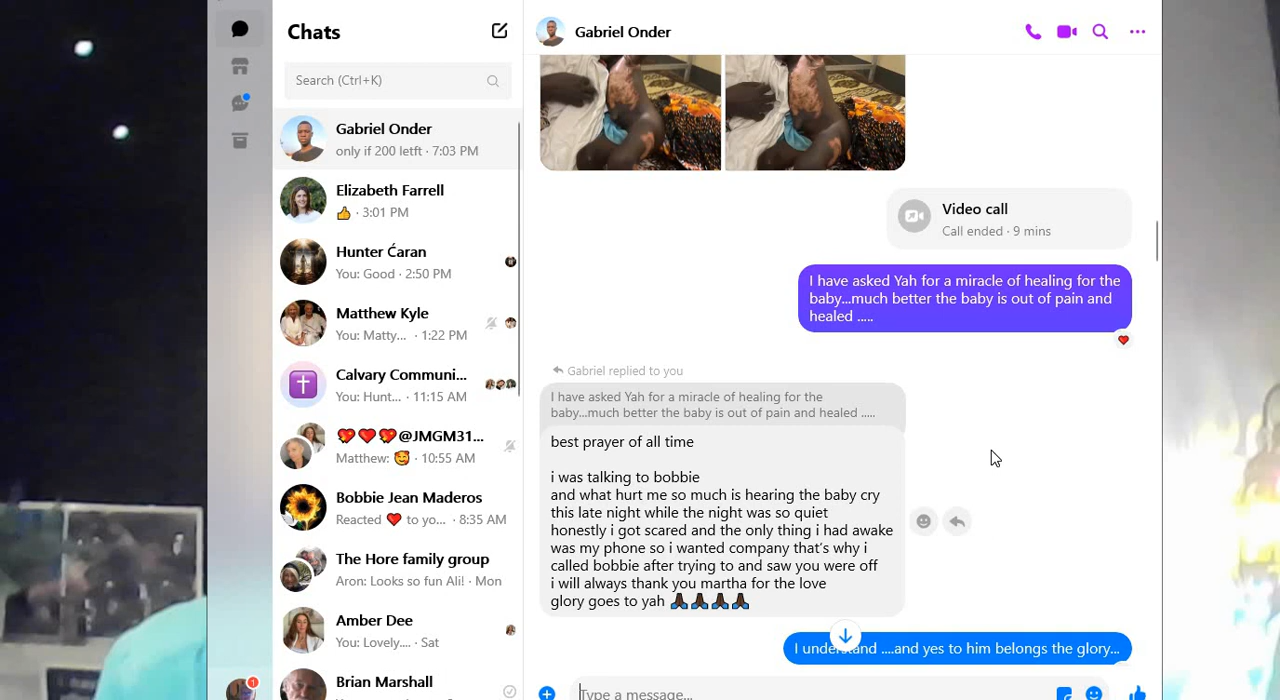 Chats
Search (Ctrl+K)
Gabriel Onder
only if 200 letft · 7:03 PM
Elizabeth Farrell
👍 · 3:01 PM
Hunter Ćaran
You: Good · 2:50 PM
Matthew Kyle
You: Matty... · 1:22 PM
Calvary Communi...
You: Hunt... · 11:15 AM
💖❤️💖@JMGM31...
Matthew: 🥰 · 10:55 AM
Bobbie Jean Maderos
Reacted ❤️ to yo... · 8:35 AM
The Hore family group
Aron: Looks so fun Ali! · Mon
Amber Dee
You: Lovely.... · Sat
Brian Marshall
1
Gabriel Onder
Video call
Call ended · 9 mins
I have asked Yah for a miracle of healing for the
baby...much better the baby is out of pain and
healed .....
Gabriel replied to you
I have asked Yah for a miracle of healing for the
baby...much better the baby is out of pain and healed .....
best prayer of all time
i was talking to bobbie
and what hurt me so much is hearing the baby cry
this late night while the night was so quiet
honestly i got scared and the only thing i had awake
was my phone so i wanted company that's why i
called bobbie after trying to and saw you were off
i will always thank you martha for the love
glory goes to yah 🙏🏿🙏🏿🙏🏿🙏🏿
I understand ....and yes to him belongs the glory...
Type a message...